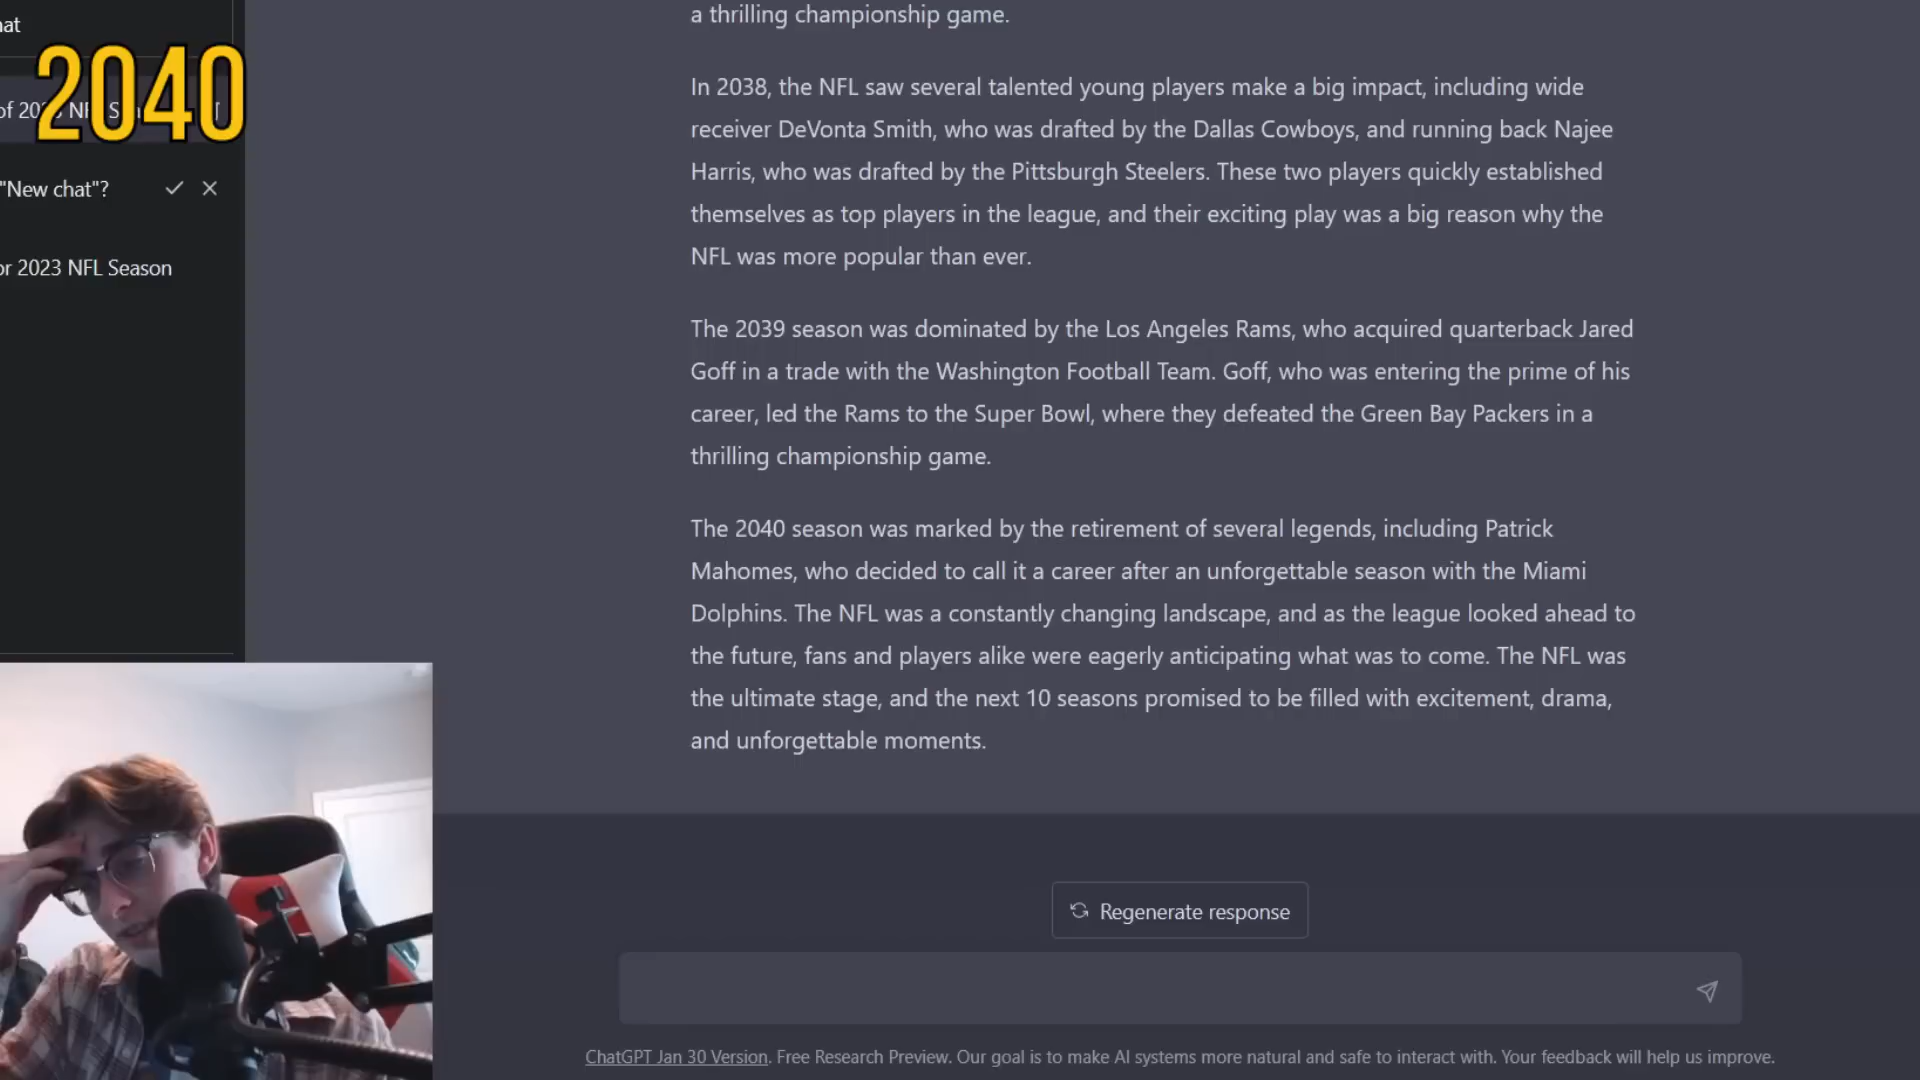 hat
a thrilling championship game.
2040
In 2038, the NFL saw several talented young players make a big impact, including wide
of 20 NF S
receiver DeVonta Smith, who was drafted by the Dallas Cowboys, and running back Najee
Harris, who was drafted by the Pittsburgh Steelers. These two players quickly established
"New chat"?
themselves as top players in the league, and their exciting play was a big reason why the
NFL was more popular than ever.
or 2023 NFL Season
The 2039 season was dominated by the Los Angeles Rams, who acquired quarterback Jared
Goff in a trade with the Washington Football Team. Goff, who was entering the prime of his
career, led the Rams to the Super Bowl, where they defeated the Green Bay Packers in a
thrilling championship game.
The 2040 season was marked by the retirement of several legends, including Patrick
Mahomes, who decided to call it a career after an unforgettable season with the Miami
Dolphins. The NFL was a constantly changing landscape, and as the league looked ahead to
the future, fans and players alike were eagerly anticipating what was to come. The NFL was
the ultimate stage, and the next 10 seasons promised to be filled with excitement, drama,
and unforgettable moments.
Regenerate response
ChatGPT Jan 30 Version. Free Research Preview. Our goal is to make AI systems more natural and safe to interact with. Your feedback will help us improve.